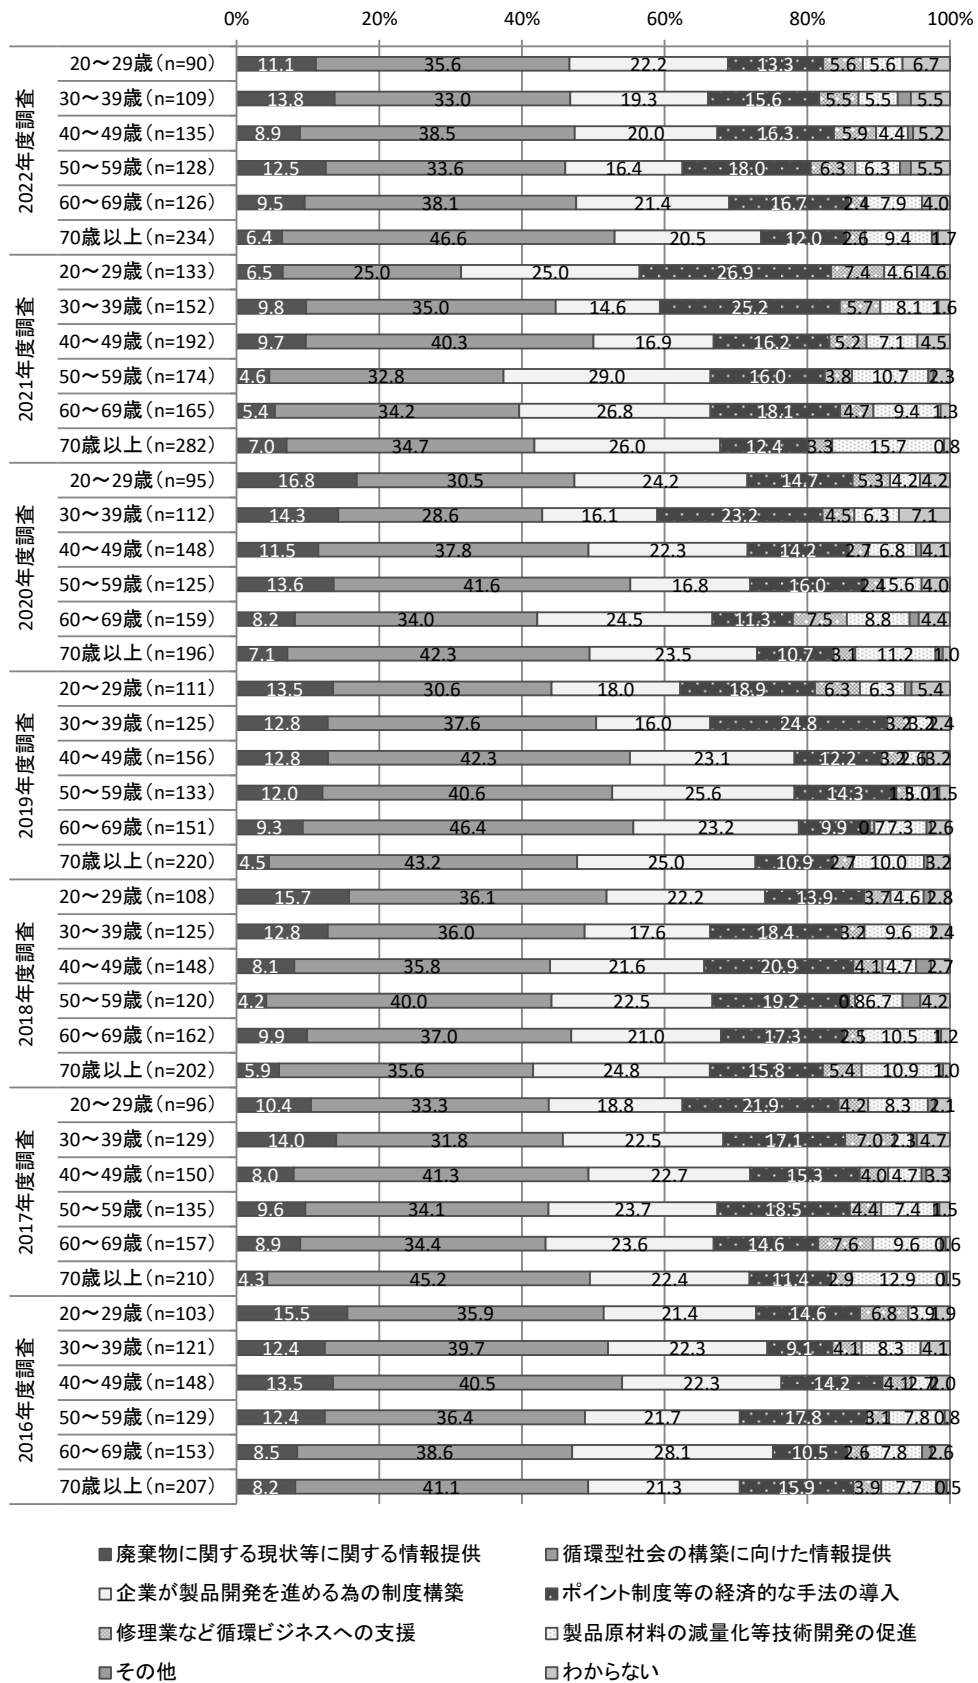 0% 20% 40% 60% 80% 100%
2022年度調査
20～29歳(n=90) 11.1 35.6 22.2 13.3 5.6 5.6 6.7
30～39歳(n=109) 13.8 33.0 19.3 15.6 5.5 5.5 5.5
40～49歳(n=135) 8.9 38.5 20.0 16.3 5.9 4.4 5.2
50～59歳(n=128) 12.5 33.6 16.4 18.0 6.3 6.3 5.5
60～69歳(n=126) 9.5 38.1 21.4 16.7 2.4 7.9 4.0
70歳以上(n=234) 6.4 46.6 20.5 12.0 2.6 9.4 1.7
2021年度調査
20～29歳(n=133) 6.5 25.0 25.0 26.9 7.4 4.6 4.6
30～39歳(n=152) 9.8 35.0 14.6 25.2 5.7 8.1 1.6
40～49歳(n=192) 9.7 40.3 16.9 16.2 5.2 7.1 4.5
50～59歳(n=174) 4.6 32.8 29.0 16.0 3.8 10.7 2.3
60～69歳(n=165) 5.4 34.2 26.8 18.1 4.7 9.4 1.3
70歳以上(n=282) 7.0 34.7 26.0 12.4 3.3 15.7 0.8
2020年度調査
20～29歳(n=95) 16.8 30.5 24.2 14.7 5.3 4.2 4.2
30～39歳(n=112) 14.3 28.6 16.1 23.2 4.5 6.3 7.1
40～49歳(n=148) 11.5 37.8 22.3 14.2 2.7 6.8 4.1
50～59歳(n=125) 13.6 41.6 16.8 16.0 2.4 5.6 4.0
60～69歳(n=159) 8.2 34.0 24.5 11.3 7.5 8.8 4.4
70歳以上(n=196) 7.1 42.3 23.5 10.7 3.1 11.2 1.0
2019年度調査
20～29歳(n=111) 13.5 30.6 18.0 18.9 6.3 6.3 5.4
30～39歳(n=125) 12.8 37.6 16.0 24.8 3.2 3.2 2.4
40～49歳(n=156) 12.8 42.3 23.1 12.2 3.2 2.6 3.2
50～59歳(n=133) 12.0 40.6 25.6 14.3 1.5 3.0 1.5
60～69歳(n=151) 9.3 46.4 23.2 9.9 0.7 7.3 2.6
70歳以上(n=220) 4.5 43.2 25.0 10.9 2.7 10.0 3.2
2018年度調査
20～29歳(n=108) 15.7 36.1 22.2 13.9 3.7 4.6 2.8
30～39歳(n=125) 12.8 36.0 17.6 18.4 3.2 9.6 2.4
40～49歳(n=148) 8.1 35.8 21.6 20.9 4.1 4.7 2.7
50～59歳(n=120) 4.2 40.0 22.5 19.2 0.8 6.7 4.2
60～69歳(n=162) 9.9 37.0 21.0 17.3 2.5 10.5 1.2
70歳以上(n=202) 5.9 35.6 24.8 15.8 5.4 10.9 1.0
2017年度調査
20～29歳(n=96) 10.4 33.3 18.8 21.9 4.2 8.3 2.1
30～39歳(n=129) 14.0 31.8 22.5 17.1 7.0 2.3 4.7
40～49歳(n=150) 8.0 41.3 22.7 15.3 4.0 4.7 3.3
50～59歳(n=135) 9.6 34.1 23.7 18.5 4.4 7.4 1.5
60～69歳(n=157) 8.9 34.4 23.6 14.6 7.6 9.6 0.6
70歳以上(n=210) 4.3 45.2 22.4 11.4 2.9 12.9 0.5
2016年度調査
20～29歳(n=103) 15.5 35.9 21.4 14.6 6.8 3.9 1.9
30～39歳(n=121) 12.4 39.7 22.3 9.1 4.1 8.3 4.1
40～49歳(n=148) 13.5 40.5 22.3 14.2 4.1 2.7 2.0
50～59歳(n=129) 12.4 36.4 21.7 17.8 3.1 7.8 0.8
60～69歳(n=153) 8.5 38.6 28.1 10.5 2.6 7.8 2.6
70歳以上(n=207) 8.2 41.1 21.3 15.9 3.9 7.7 0.5
廃棄物に関する現状等に関する情報提供 循環型社会の構築に向けた情報提供
企業が製品開発を進める為の制度構築 ポイント制度等の経済的な手法の導入
修理業など循環ビジネスへの支援 製品原材料の減量化等技術開発の促進
その他 わからない